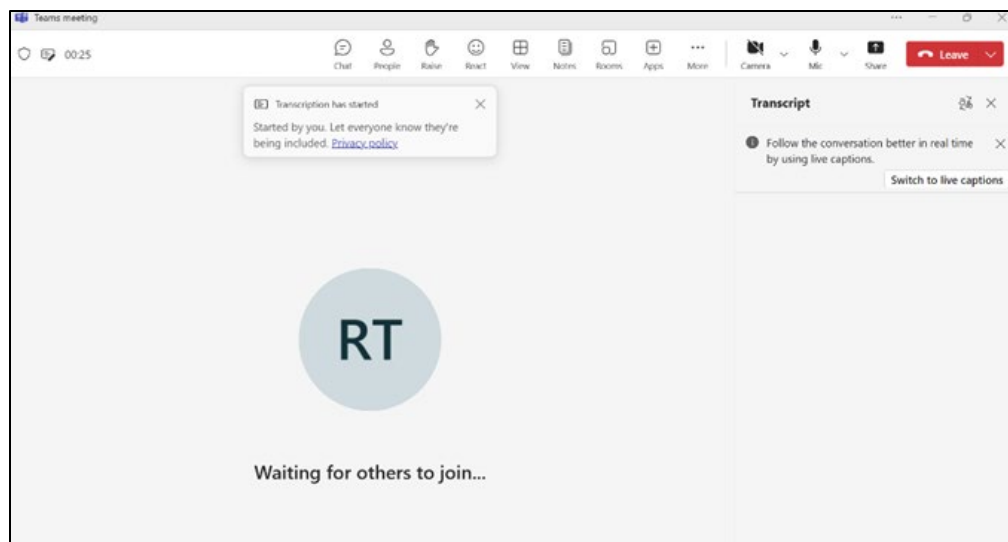 Teams meeting
00:25
Chat People Raise React View Notes Rooms Apps More Camera Mic Share Leave
Transcription has started
Started by you. Let everyone know they're
being included. Privacy policy
Transcript
Follow the conversation better in real time
by using live captions.
Switch to live captions
RT
Waiting for others to join...